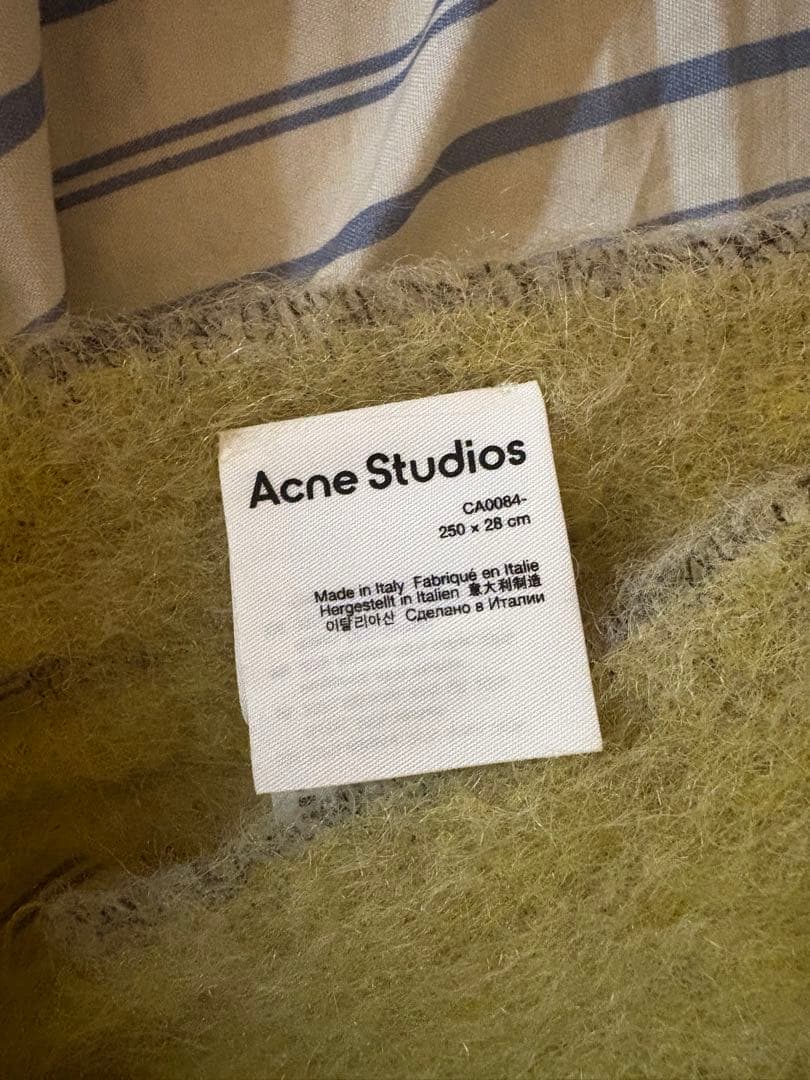 Acne Studios
CA0084-
250 x 28 cm
Made in Italy Fabriqué en Italie
Hergestellt in Italien 意大利制造
이탈리아산 Сделано в Италии